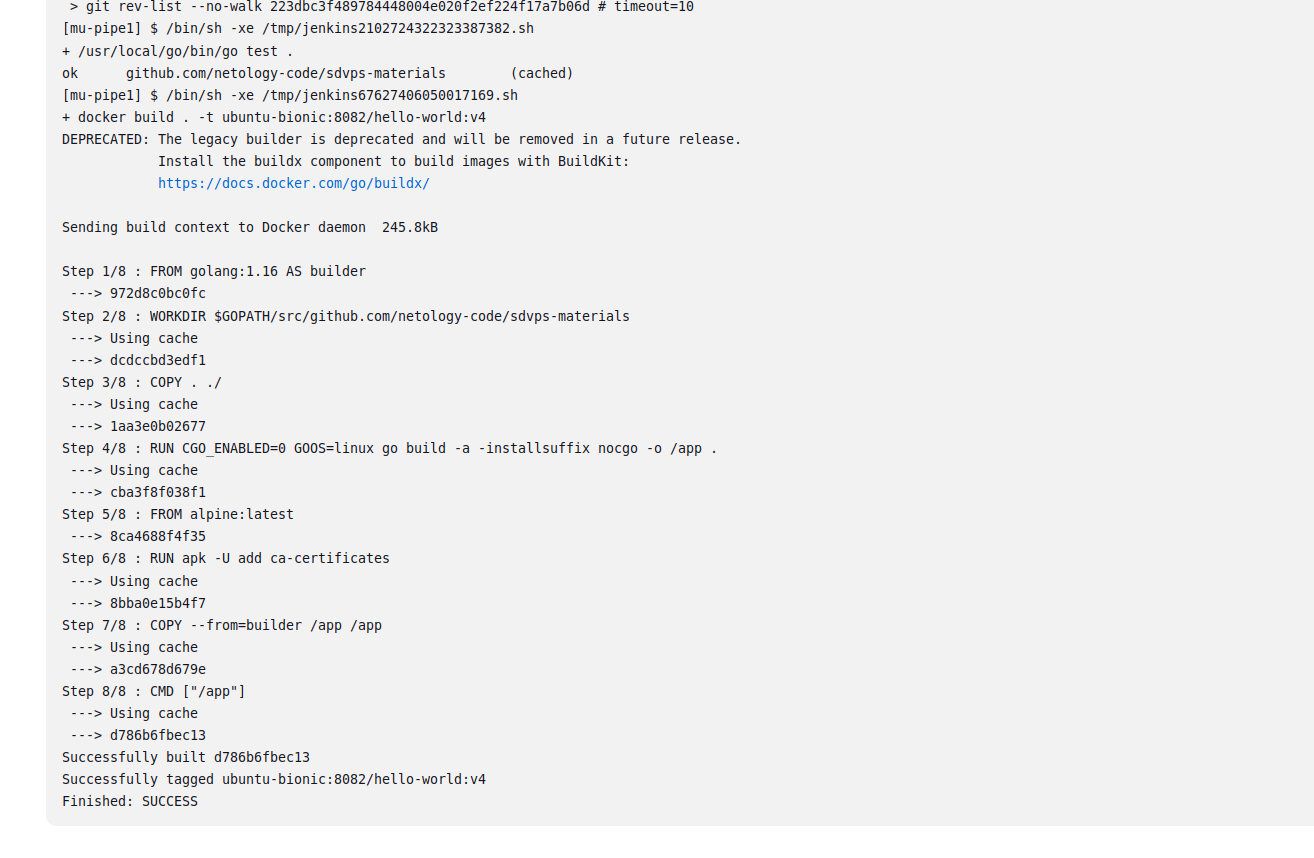 > git rev-list --no-walk 223dbc3f489784448004e020f2ef224f17a7b06d # timeout=10
[mu-pipe1] $ /bin/sh -xe /tmp/jenkins2102724322323387382.sh
+ /usr/local/go/bin/go test .
ok      github.com/netology-code/sdvps-materials        (cached)
[mu-pipe1] $ /bin/sh -xe /tmp/jenkins67627406050017169.sh
+ docker build . -t ubuntu-bionic:8082/hello-world:v4
DEPRECATED: The legacy builder is deprecated and will be removed in a future release.
            Install the buildx component to build images with BuildKit:
            https://docs.docker.com/go/buildx/
Sending build context to Docker daemon  245.8kB
Step 1/8 : FROM golang:1.16 AS builder
 ---> 972d8c0bc0fc
Step 2/8 : WORKDIR $GOPATH/src/github.com/netology-code/sdvps-materials
 ---> Using cache
 ---> dcdccbd3edf1
Step 3/8 : COPY . ./
 ---> Using cache
 ---> 1aa3e0b02677
Step 4/8 : RUN CGO_ENABLED=0 GOOS=linux go build -a -installsuffix nocgo -o /app .
 ---> Using cache
 ---> cba3f8f038f1
Step 5/8 : FROM alpine:latest
 ---> 8ca4688f4f35
Step 6/8 : RUN apk -U add ca-certificates
 ---> Using cache
 ---> 8bba0e15b4f7
Step 7/8 : COPY --from=builder /app /app
 ---> Using cache
 ---> a3cd678d679e
Step 8/8 : CMD ["/app"]
 ---> Using cache
 ---> d786b6fbec13
Successfully built d786b6fbec13
Successfully tagged ubuntu-bionic:8082/hello-world:v4
Finished: SUCCESS